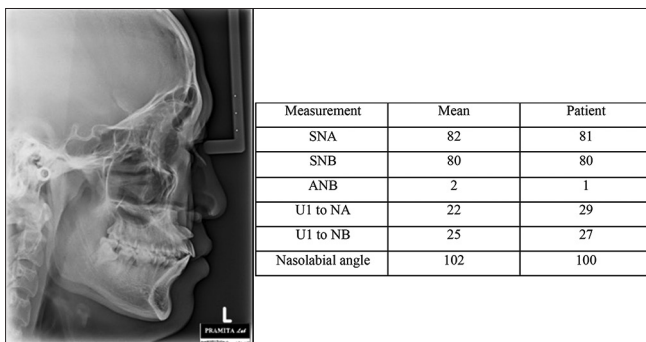 L
PRAMITA Lab
Measurement Mean Patient
SNA 82 81
SNB 80 80
ANB 2 1
U1 to NA 22 29
U1 to NB 25 27
Nasolabial angle 102 100